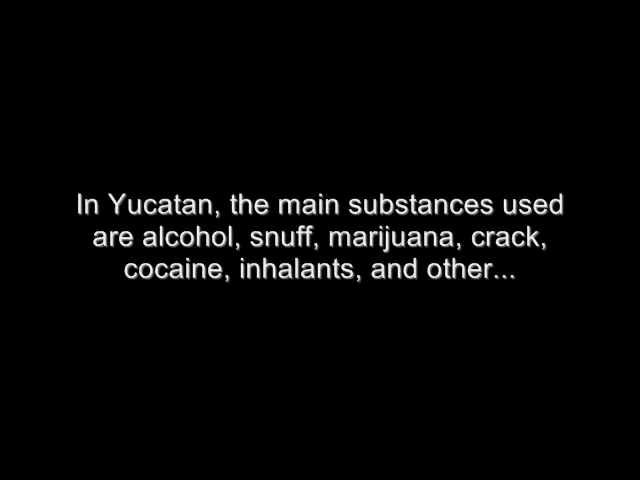 In Yucatan, the main substances used
are alcohol, snuff, marijuana, crack,
cocaine, inhalants, and other...